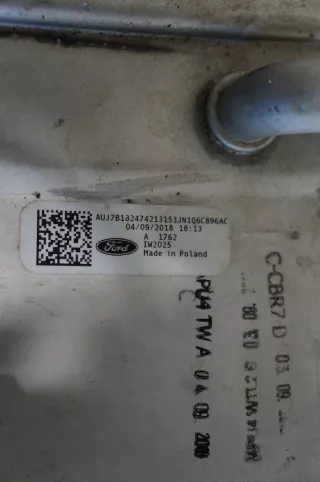 AUJ7B132474213153JN1Q6C896AC
04/09/2018 18:13
A 1762
Ford
IW2025
Made in Poland
C-CBR7 D/03 09
PU4 TW A 04 09 2018